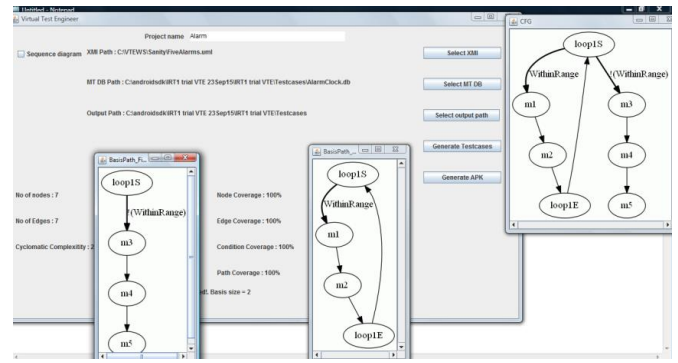 Untitled - Notepad
Virtual Test Engineer
Project name Alarm
Sequence diagram XMI Path : C:\VTEWS\Sanity\FiveAlarms.uml
Select XMI
MT DB Path : C:\androidsdk\IRT1 trial VTE 23Sep15\IRT1 trial VTE\Testcases\AlarmClock.db
Select MT DB
Output Path : C:\androidsdk\IRT1 trial VTE 23Sep15\IRT1 trial VTE\Testcases
Select output path
Generate Testcases
Generate APK
No of nodes : 7
Node Coverage : 100%
No of Edges : 7
Edge Coverage : 100%
Cyclomatic Complexitity : 2
Condition Coverage : 100%
Path Coverage : 100%
Basis size = 2
BasisPath_Fi...
loop1S
!(WithinRange)
m3
m4
m5
BasisPath_...
loop1S
WithinRange
m1
m2
loop1E
CFG
loop1S
WithinRange
!(WithinRange)
m1
m3
m2
m4
loop1E
m5